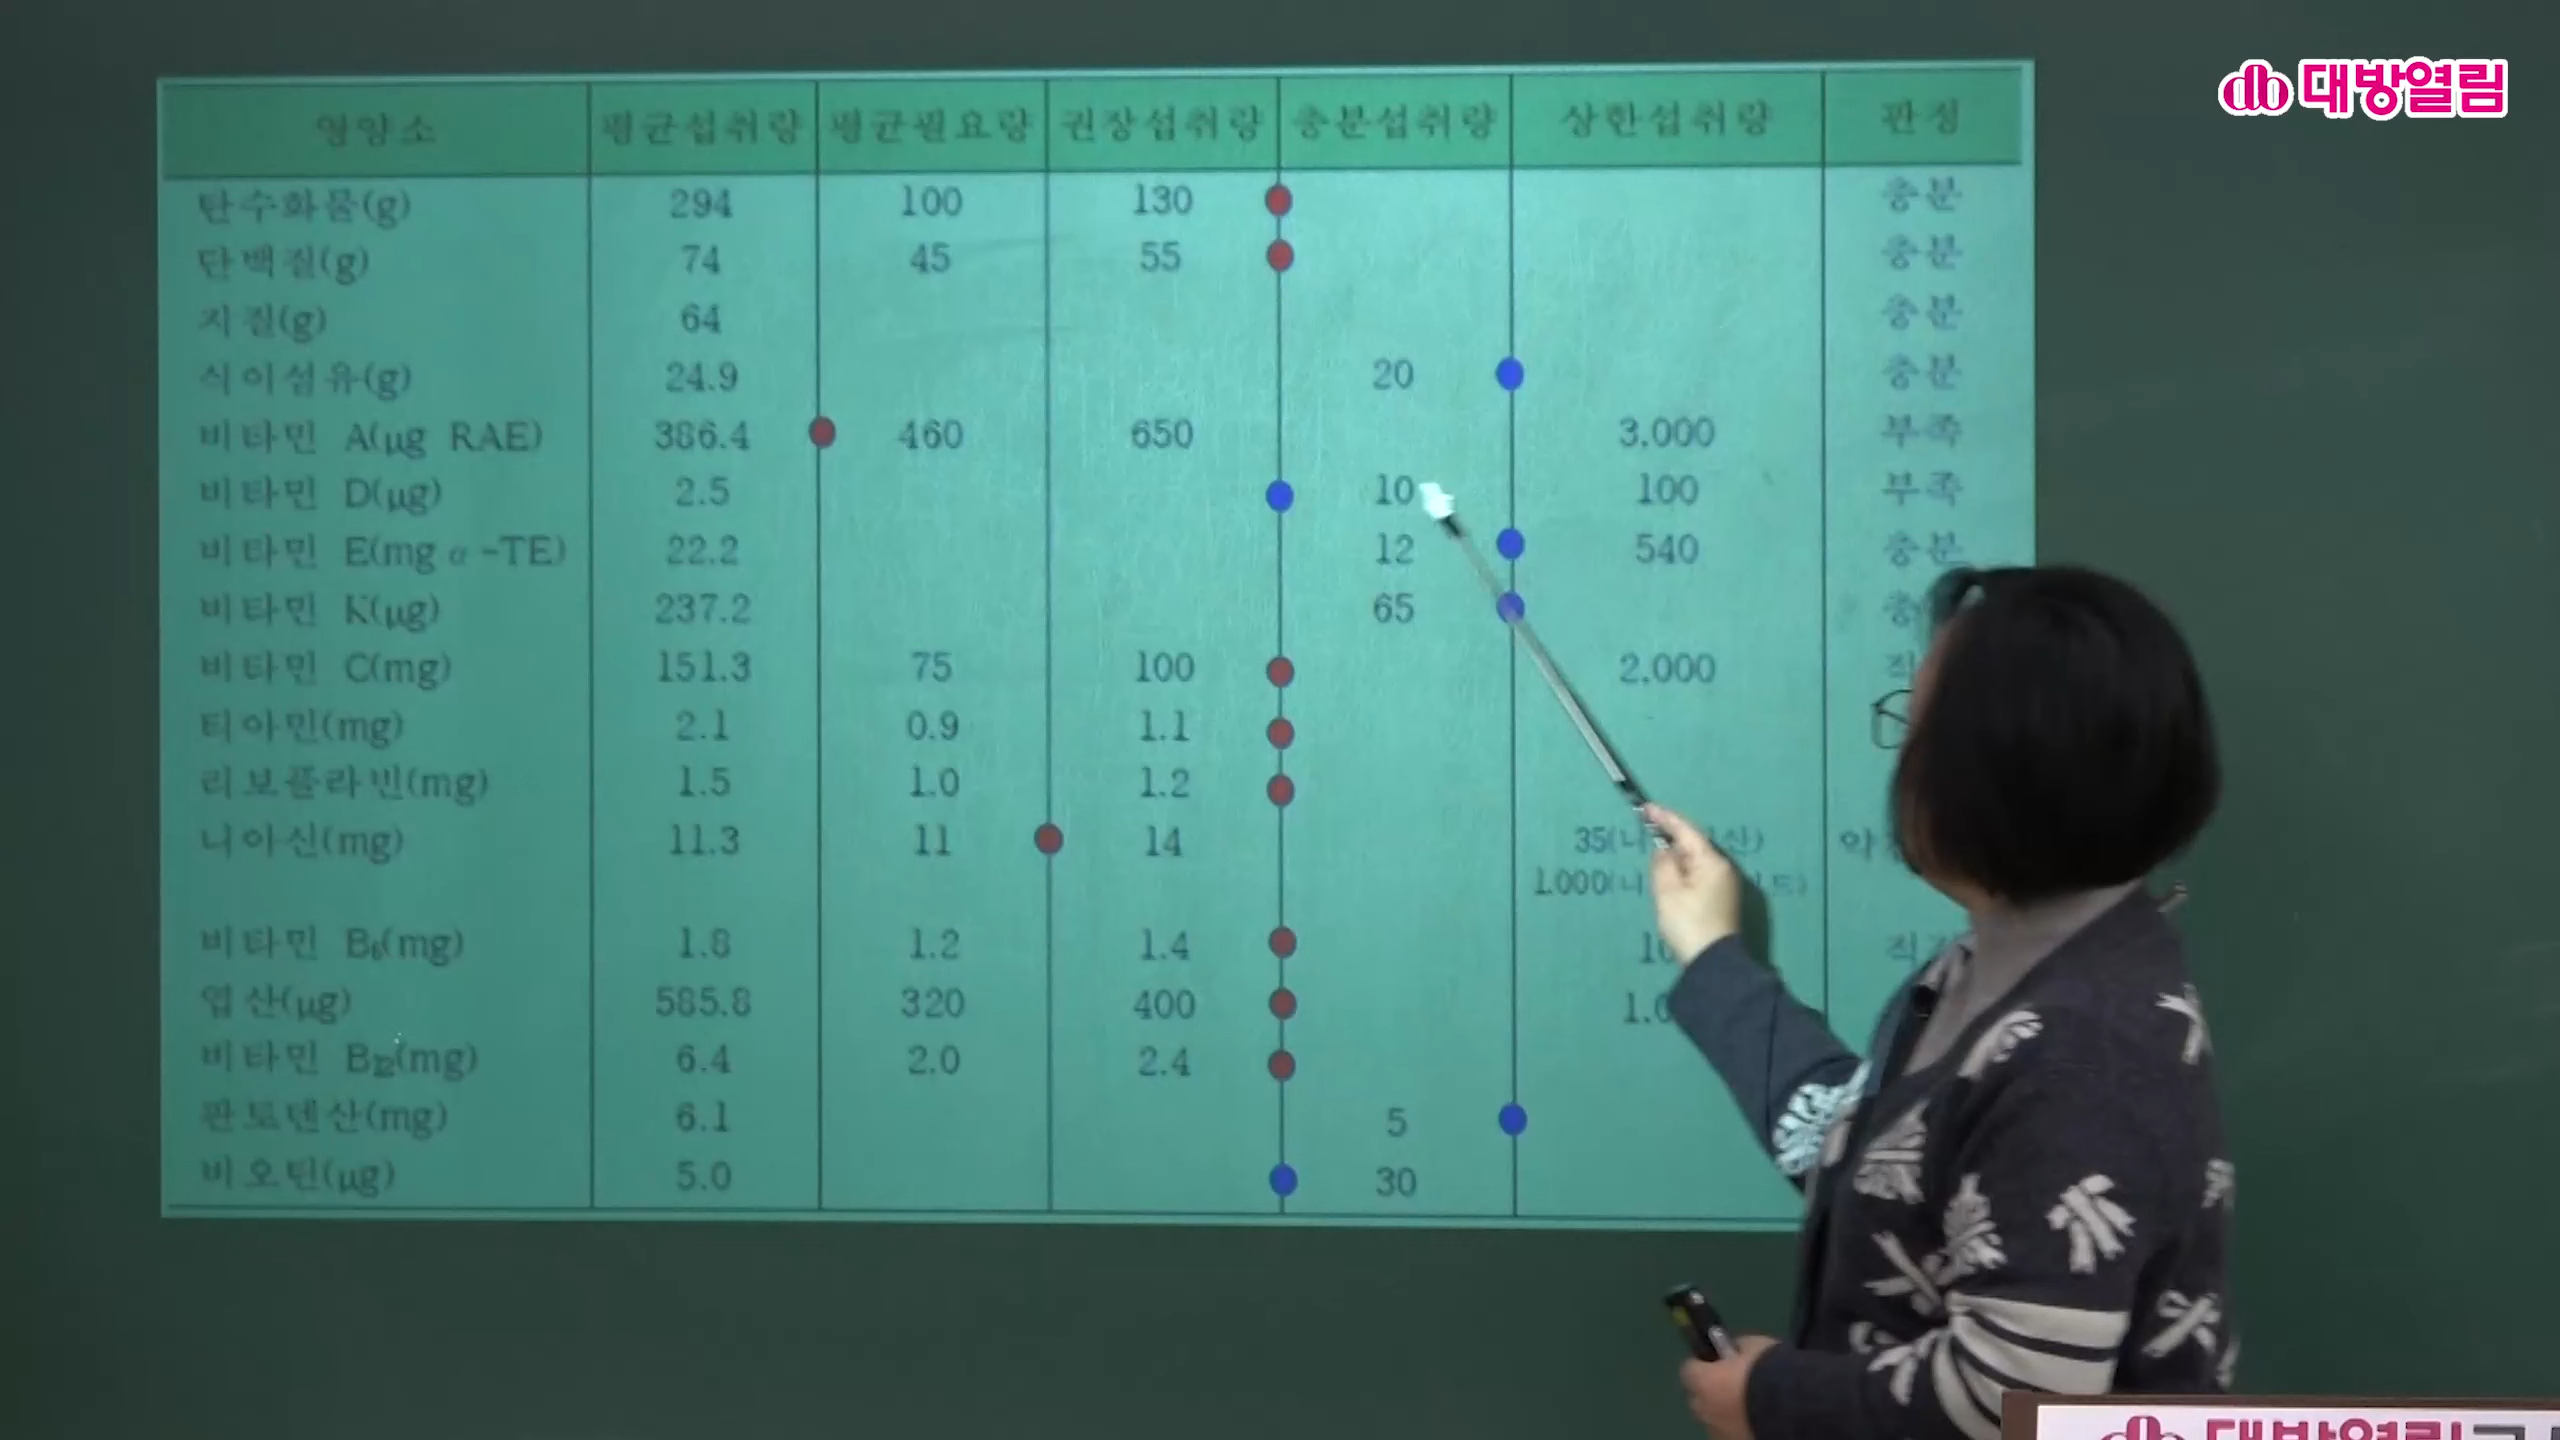 대방열림
영양소 평균섭취량 평균필요량 권장섭취량 충분섭취량 상한섭취량 판정
탄수화물(g) 294 100 130 충분
단백질(g) 74 45 55 충분
지질(g) 64 충분
식이섬유(g) 24.9 20 충분
비타민 A(μg RAE) 386.4 460 650 3.000 부족
비타민 D(μg) 2.5 10 100 부족
비타민 E(mg α-TE) 22.2 12 540 충분
비타민 K(μg) 237.2 65
비타민 C(mg) 151.3 75 100 2.000
티아민(mg) 2.1 0.9 1.1
리보플라빈(mg) 1.5 1.0 1.2
니아신(mg) 11.3 11 14
비타민 B₆(mg) 1.8 1.2 1.4
엽산(μg) 585.8 320 400
비타민 B₁₂(mg) 6.4 2.0 2.4
판토텐산(mg) 6.1 5
비오틴(μg) 5.0 30